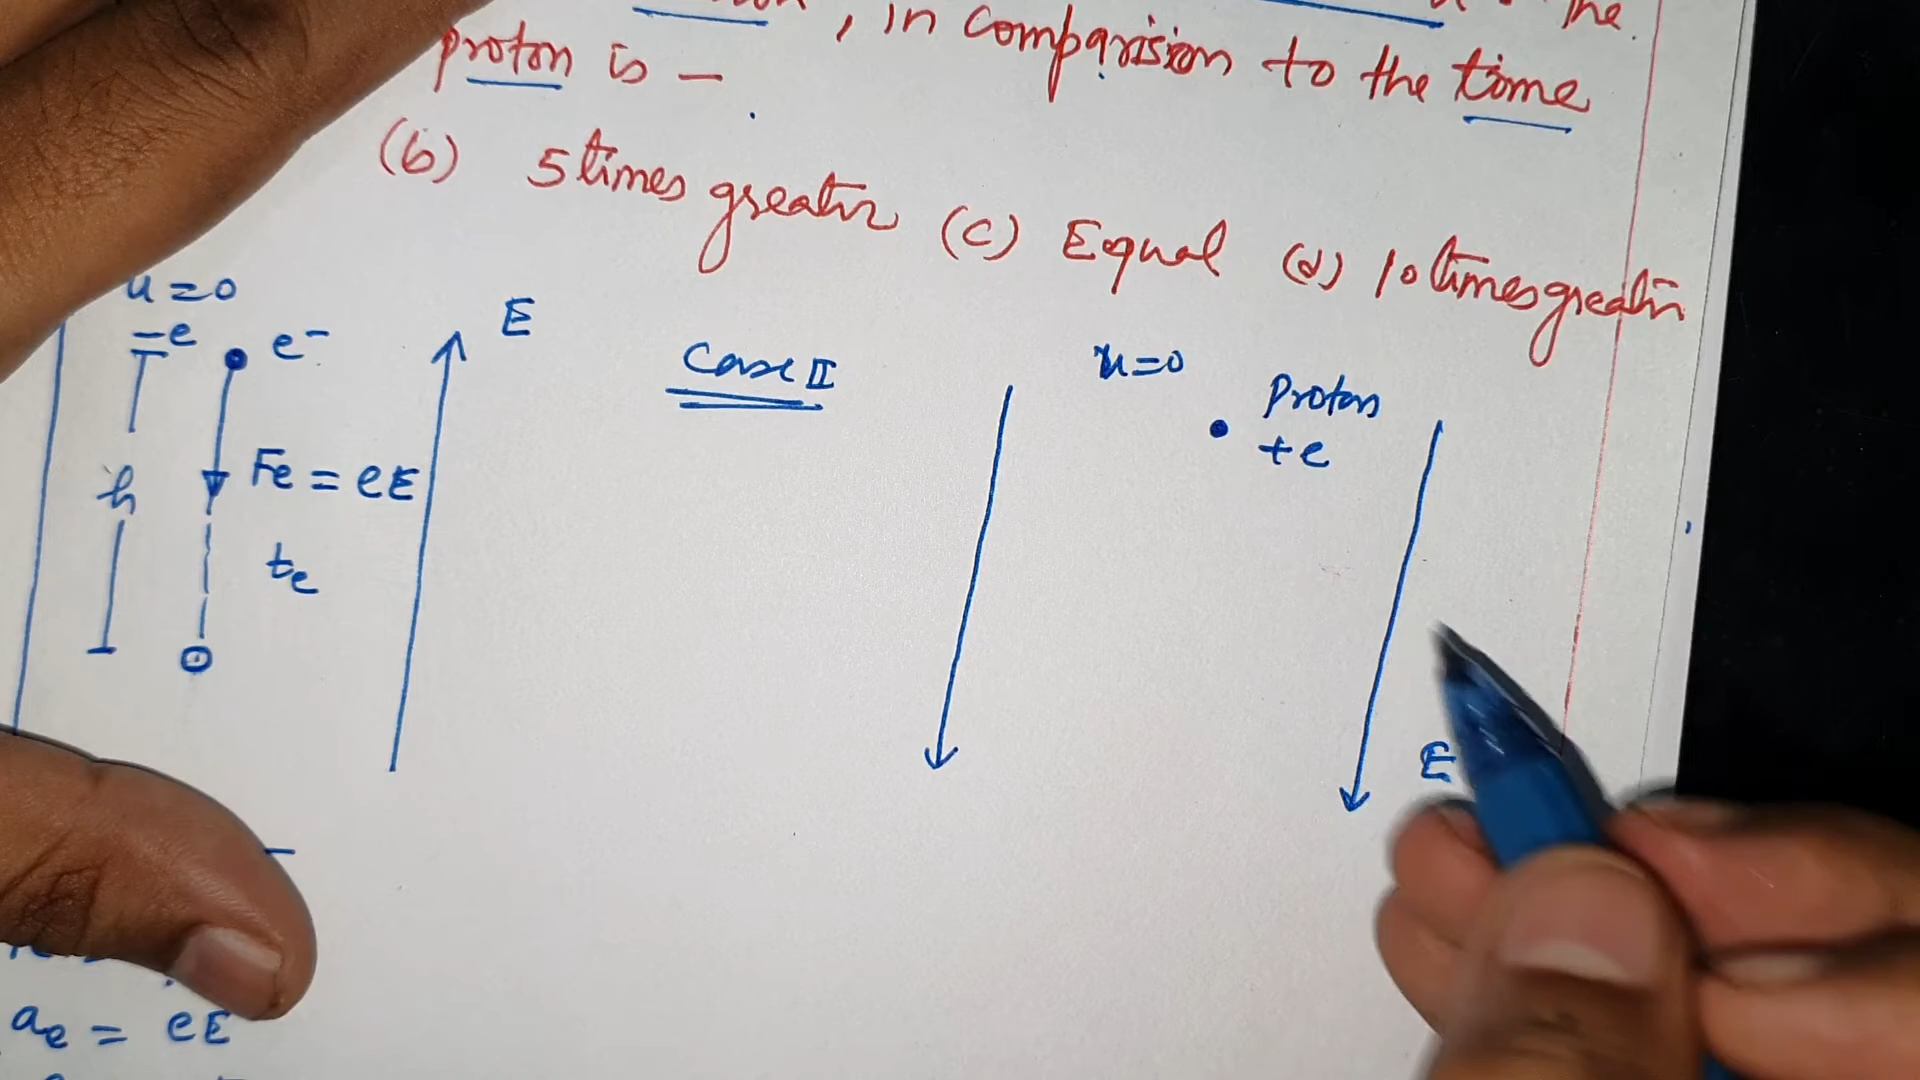 , in comparision to the time
proton is –
(b) 5 times greater (c) Equal (d) 10 times greater
u = 0
–e
e⁻
E
h
Fe = eE
te
Case II
u = 0
Proton
+e
E
ae = eE